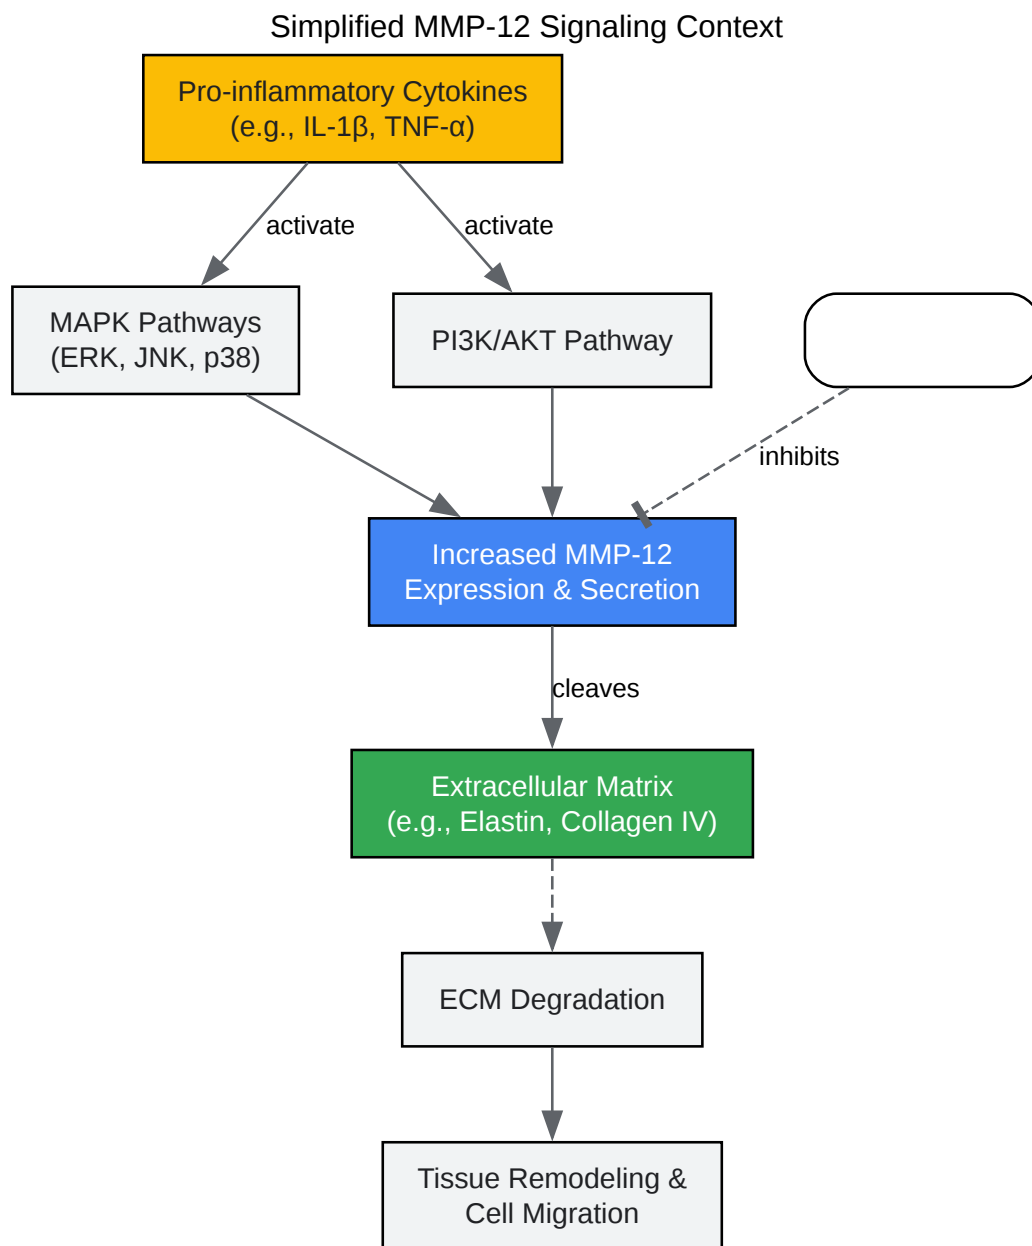 Simplified MMP-12 Signaling Context
Pro-inflammatory Cytokines
(e.g., IL-1β, TNF-α)
activate
activate
MAPK Pathways
(ERK, JNK, p38)
PI3K/AKT Pathway
inhibits
Increased MMP-12
Expression & Secretion
cleaves
Extracellular Matrix
(e.g., Elastin, Collagen IV)
ECM Degradation
Tissue Remodeling &
Cell Migration